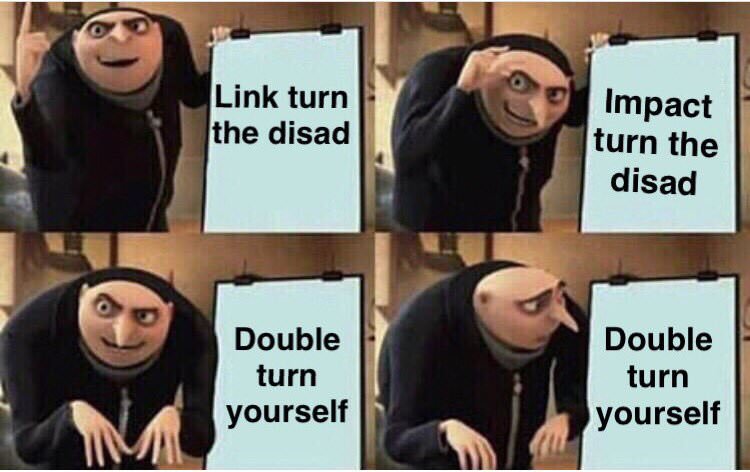 Link turn
the disad
Impact
turn the
disad
Double
turn
yourself
Double
turn
yourself